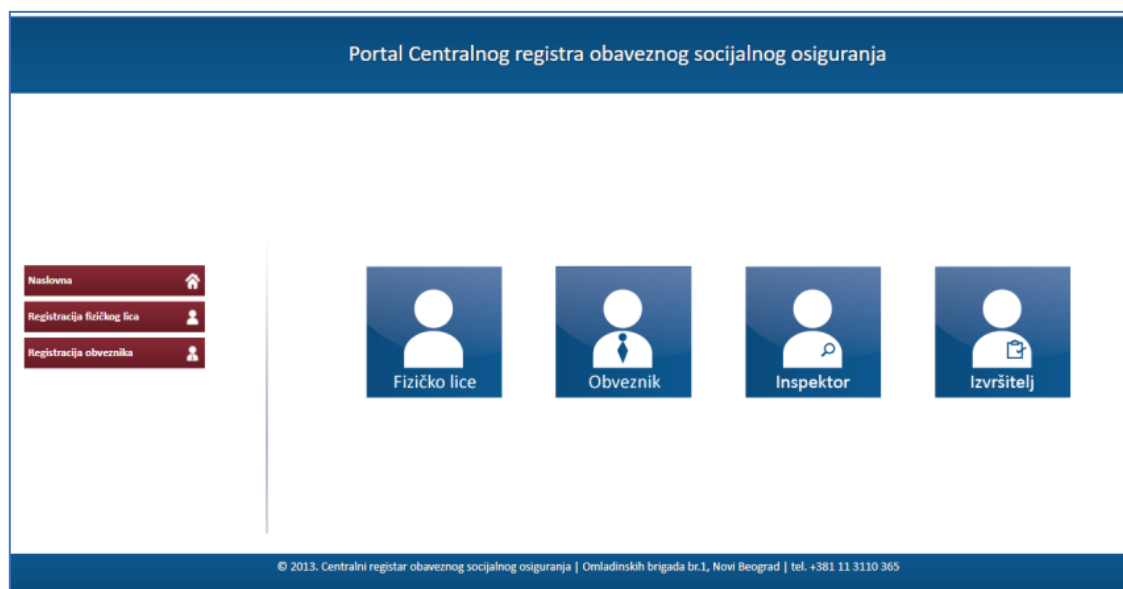 Portal Centralnog registra obaveznog socijalnog osiguranja
Naslovna
Registracija fizičkog lica
Registracija obveznika
Fizičko lice
Obveznik
Inspektor
Izvršitelj
© 2013. Centralni registar obaveznog socijalnog osiguranja | Omladinskih brigada br.1, Novi Beograd | tel. +381 11 3110 365